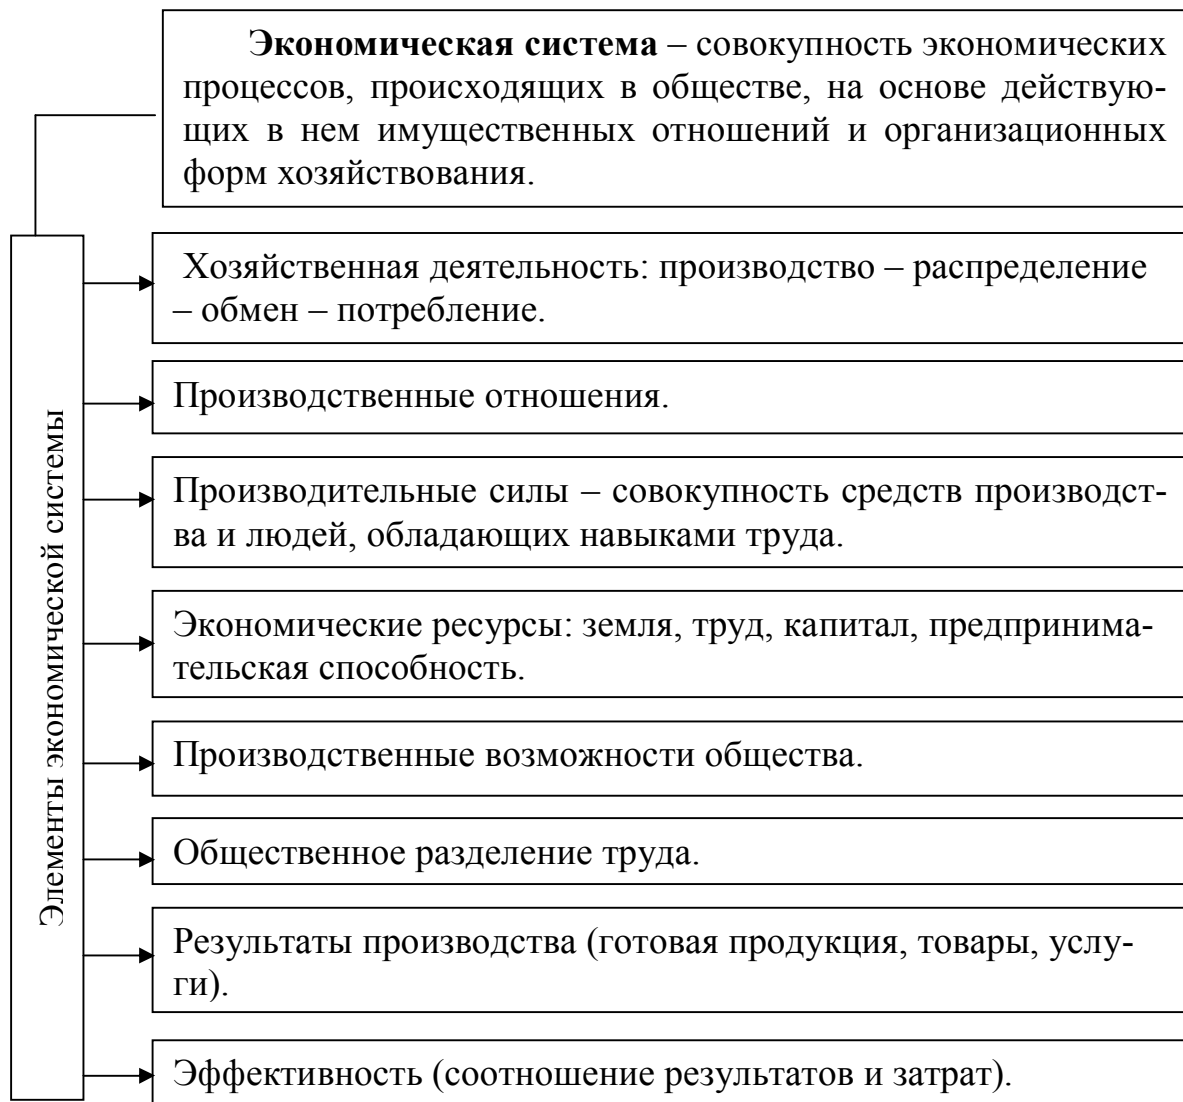 Экономическая система – совокупность экономических
процессов, происходящих в обществе, на основе действую-
щих в нем имущественных отношений и организационных
форм хозяйствования.
Элементы экономической системы
Хозяйственная деятельность: производство – распределение
– обмен – потребление.
Производственные отношения.
Производительные силы – совокупность средств производст-
ва и людей, обладающих навыками труда.
Экономические ресурсы: земля, труд, капитал, предпринима-
тельская способность.
Производственные возможности общества.
Общественное разделение труда.
Результаты производства (готовая продукция, товары, услу-
ги).
Эффективность (соотношение результатов и затрат).